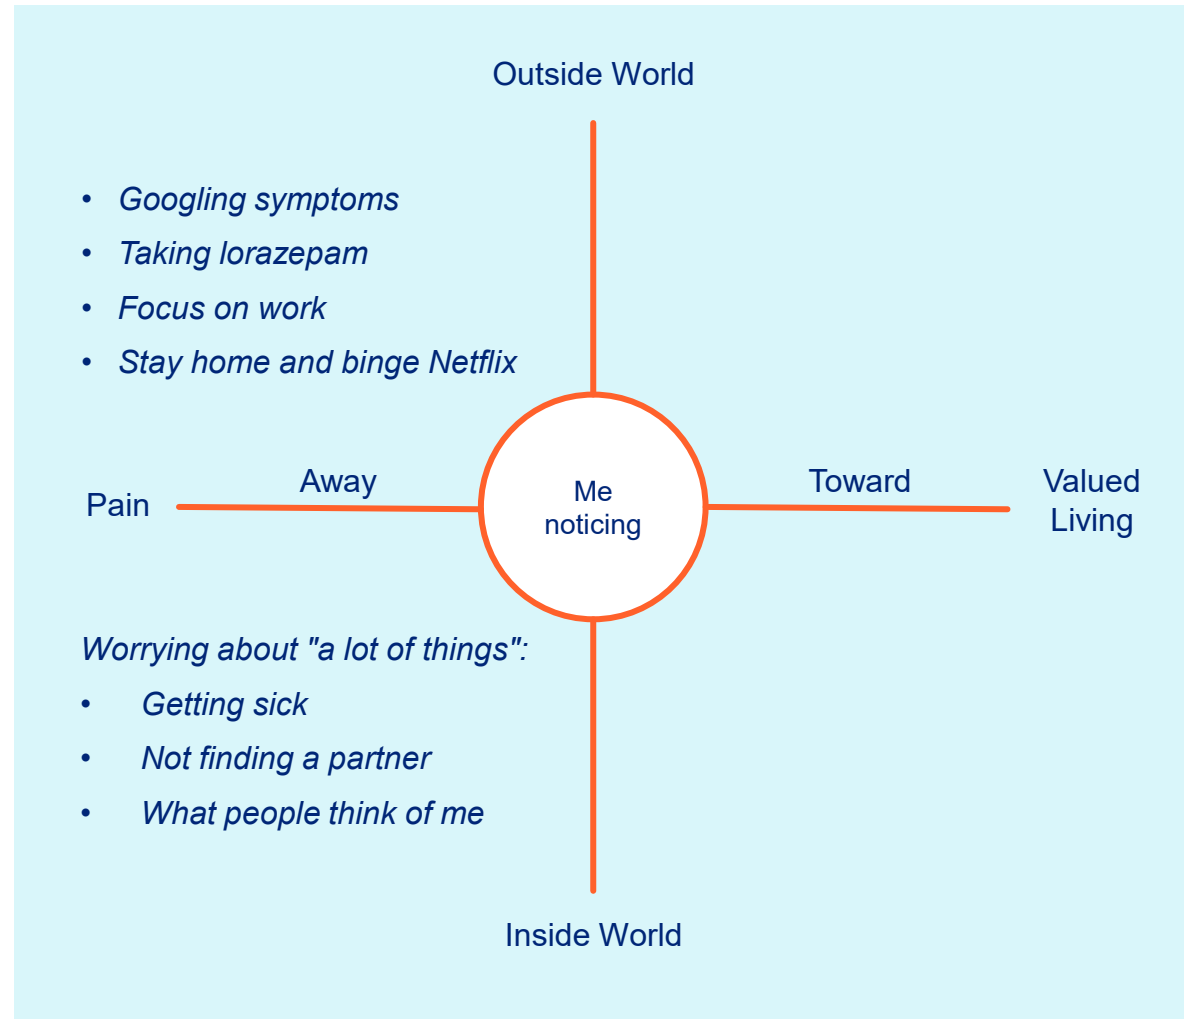 Outside World
• Googling symptoms
• Taking lorazepam
• Focus on work
• Stay home and binge Netflix
Away
Pain
Me
noticing
Toward
Valued
Living
Worrying about "a lot of things":
• Getting sick
• Not finding a partner
• What people think of me
Inside World